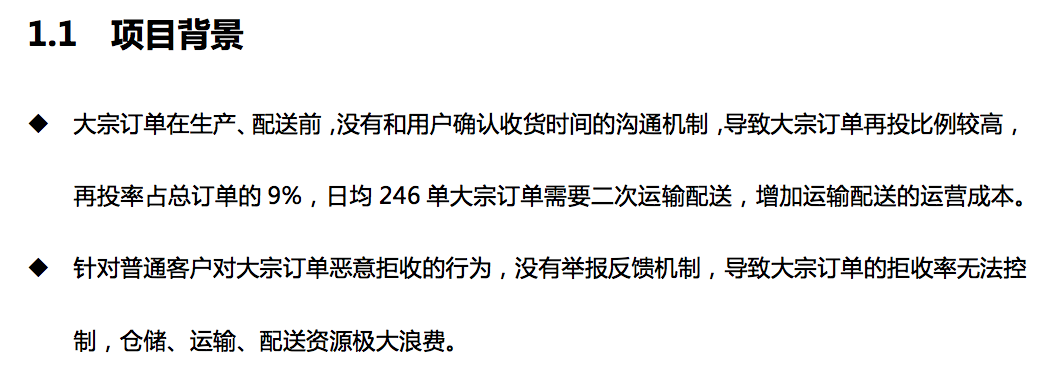 1.1 项目背景
◆ 大宗订单在生产、配送前,没有和用户确认收货时间的沟通机制,导致大宗订单再投比例较高，
再投率占总订单的 9%，日均 246 单大宗订单需要二次运输配送，增加运输配送的运营成本。
◆ 针对普通客户对大宗订单恶意拒收的行为，没有举报反馈机制，导致大宗订单的拒收率无法控
制，仓储、运输、配送资源极大浪费。